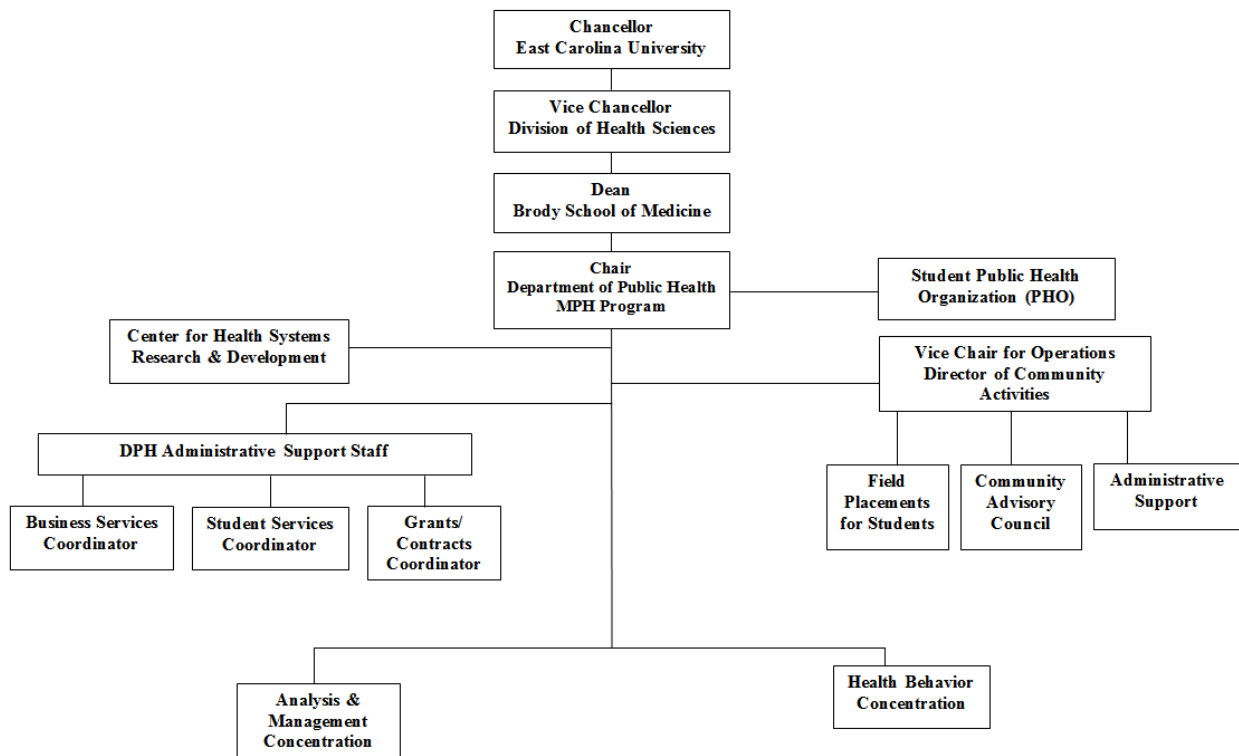 Chancellor
East Carolina University
Vice Chancellor
Division of Health Sciences
Dean
Brody School of Medicine
Chair
Department of Public Health
MPH Program
Student Public Health
Organization (PHO)
Center for Health Systems
Research & Development
Vice Chair for Operations
Director of Community
Activities
DPH Administrative Support Staff
Business Services
Coordinator
Student Services
Coordinator
Grants/
Contracts
Coordinator
Field
Placements
for Students
Community
Advisory
Council
Administrative
Support
Analysis &
Management
Concentration
Health Behavior
Concentration